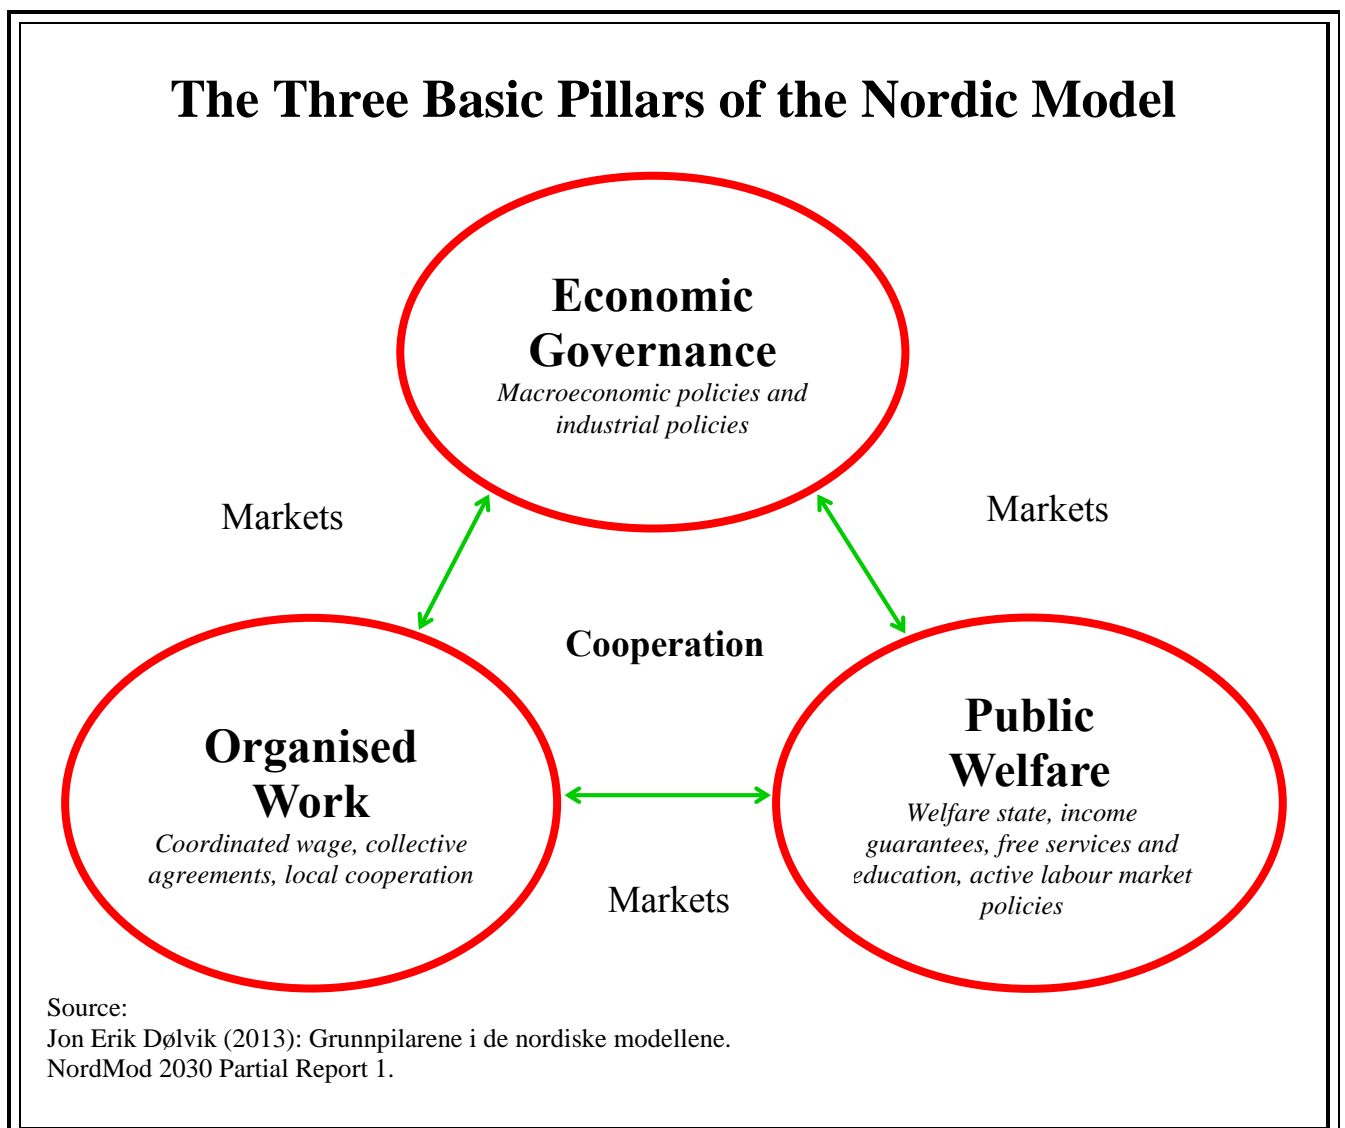 The Three Basic Pillars of the Nordic Model
Economic
Governance
Macroeconomic policies and
industrial policies
Markets
Markets
Cooperation
Organised
Work
Coordinated wage, collective
agreements, local cooperation
Public
Welfare
Welfare state, income
guarantees, free services and
education, active labour market
policies
Markets
Source:
Jon Erik Dølvik (2013): Grunnpilarene i de nordiske modellene.
NordMod 2030 Partial Report 1.